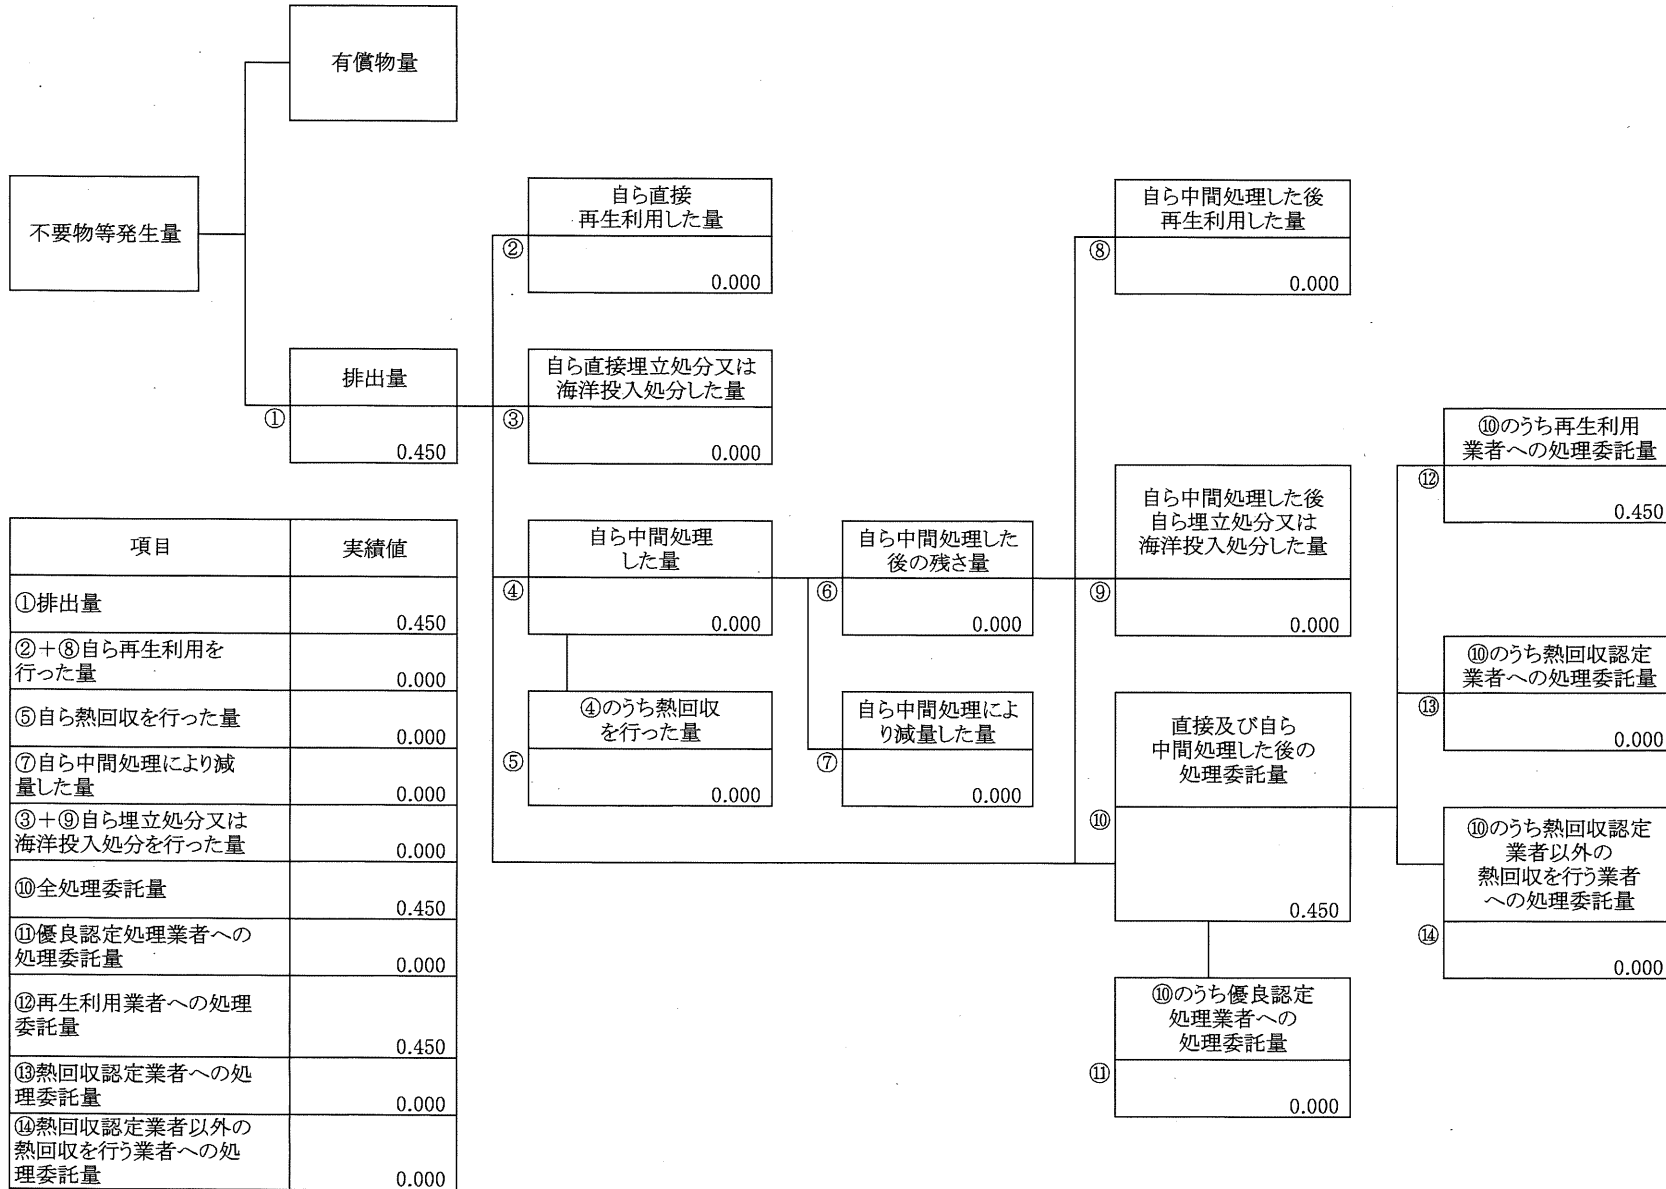 有償物量
不要物等発生量
自ら直接
再生利用した量
②
0.000
自ら中間処理した後
再生利用した量
⑧
0.000
排出量
①
0.450
自ら直接埋立処分又は
海洋投入処分した量
③
0.000
⑩のうち再生利用
業者への処理委託量
⑫
0.450
自ら中間処理
した量
④
0.000
自ら中間処理した
後の残さ量
⑥
0.000
自ら中間処理した後
自ら埋立処分又は
海洋投入処分した量
⑨
0.000
⑩のうち熱回収認定
業者への処理委託量
⑬
0.000
④のうち熱回収
を行った量
⑤
0.000
自ら中間処理によ
り減量した量
⑦
0.000
直接及び自ら
中間処理した後の
処理委託量
⑩
0.450
⑩のうち熱回収認定
業者以外の
熱回収を行う業者
への処理委託量
⑭
0.000
⑩のうち優良認定
処理業者への
処理委託量
⑪
0.000
項目 実績値
①排出量
0.450
②+⑧自ら再生利用を
行った量
0.000
⑤自ら熱回収を行った量
0.000
⑦自ら中間処理により減
量した量
0.000
③+⑨自ら埋立処分又は
海洋投入処分を行った量
0.000
⑩全処理委託量
0.450
⑪優良認定処理業者への
処理委託量
0.000
⑫再生利用業者への処理
委託量
0.450
⑬熱回収認定業者への処
理委託量
0.000
⑭熱回収認定業者以外の
熱回収を行う業者への処
理委託量
0.000